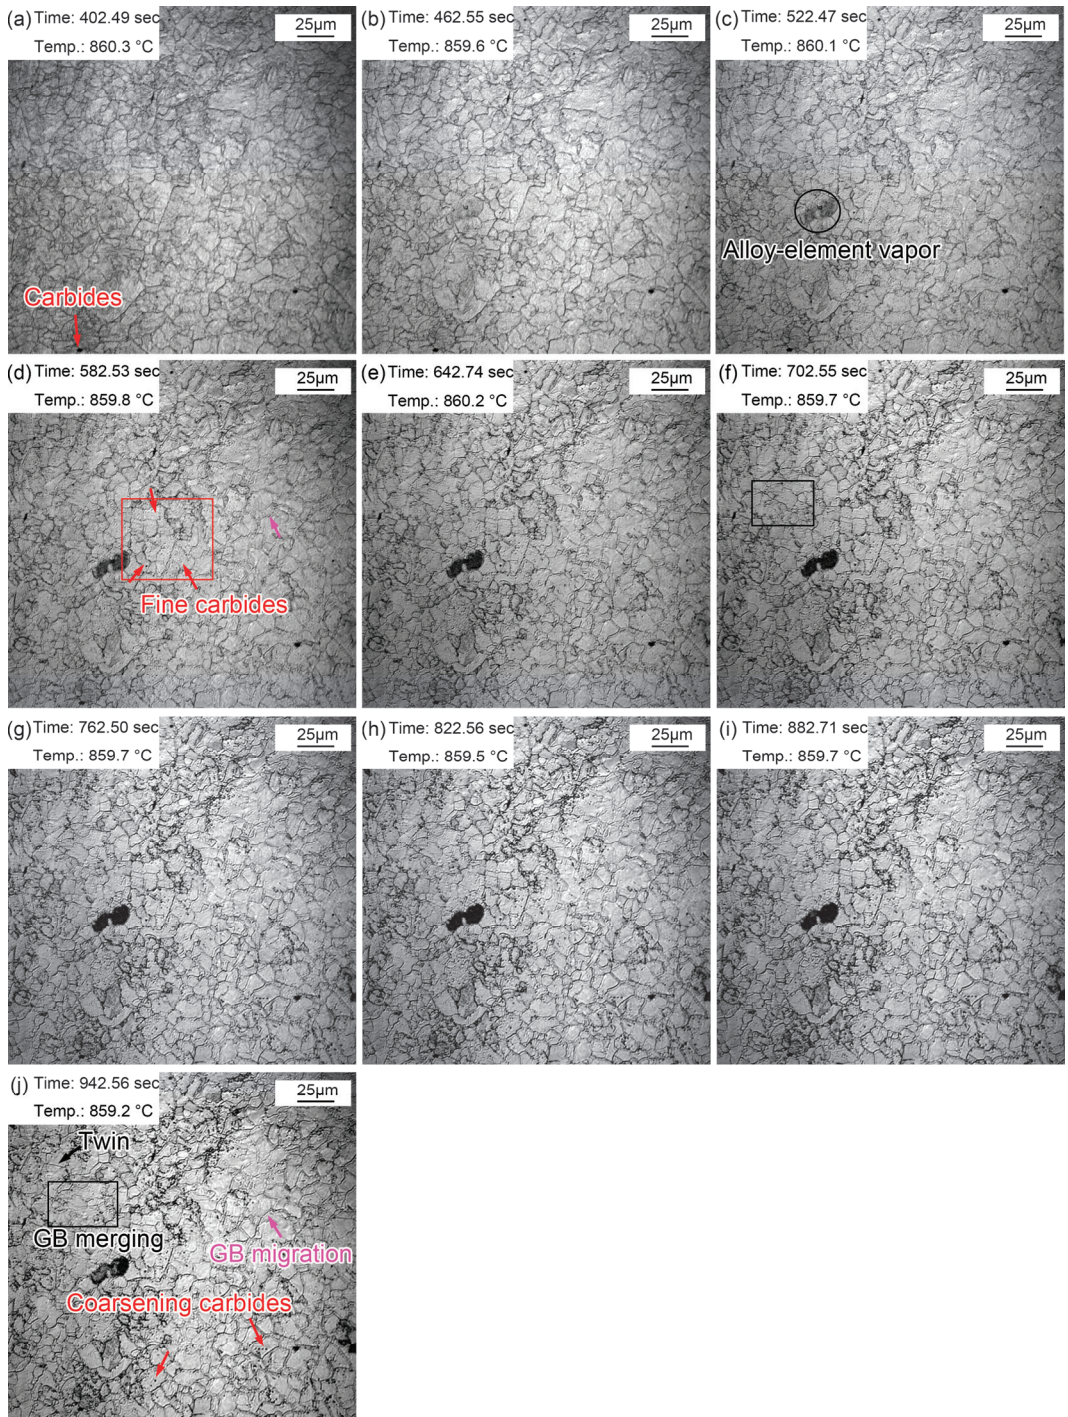 (a) Time: 402.49 sec
Temp.: 860.3 °C
25μm
Carbides
(b) Time: 462.55 sec
Temp.: 859.6 °C
25μm
(c) Time: 522.47 sec
Temp.: 860.1 °C
25μm
Alloy-element vapor
(d) Time: 582.53 sec
Temp.: 859.8 °C
25μm
Fine carbides
(e) Time: 642.74 sec
Temp.: 860.2 °C
25μm
(f) Time: 702.55 sec
Temp.: 859.7 °C
25μm
(g) Time: 762.50 sec
Temp.: 859.7 °C
25μm
(h) Time: 822.56 sec
Temp.: 859.5 °C
25μm
(i) Time: 882.71 sec
Temp.: 859.7 °C
25μm
(j) Time: 942.56 sec
Temp.: 859.2 °C
25μm
Twin
GB merging
GB migration
Coarsening carbides